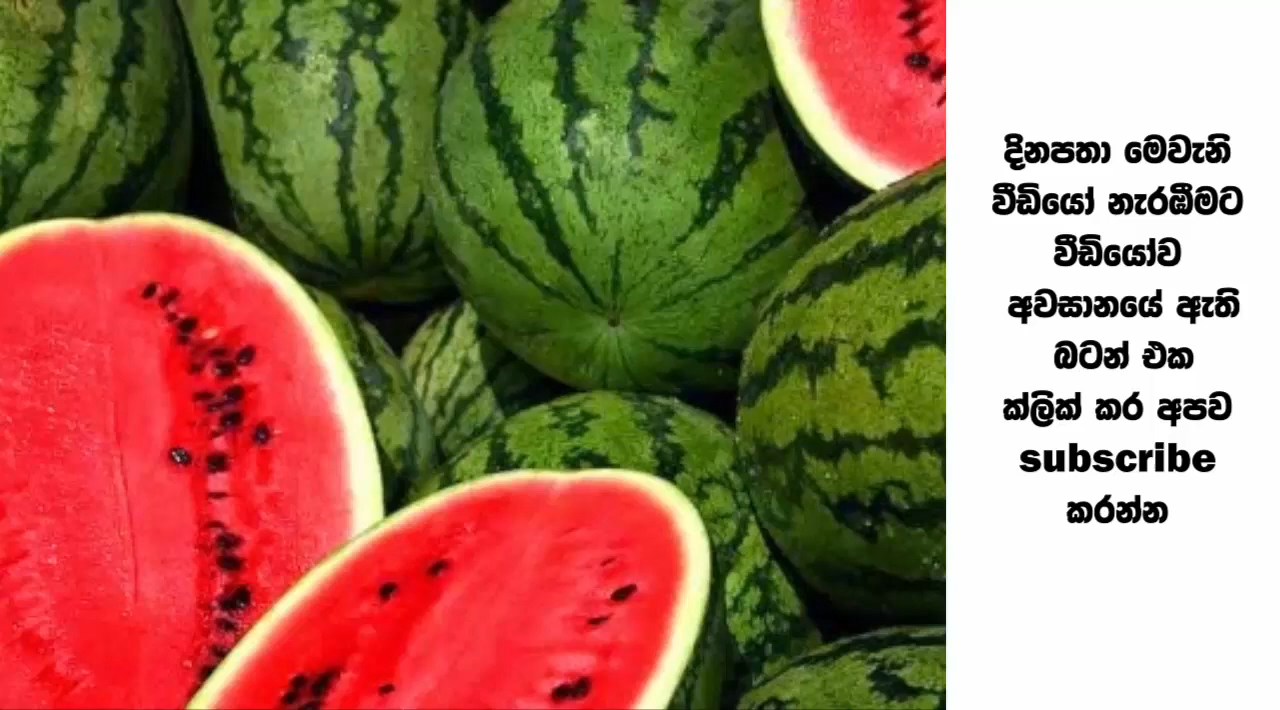 දිනපතා මෙවැනි
වීඩියෝ නැරඹීමට
වීඩියෝව
අවසානයේ ඇති
බටන් එක
ක්ලික් කර අපව
subscribe
කරන්න